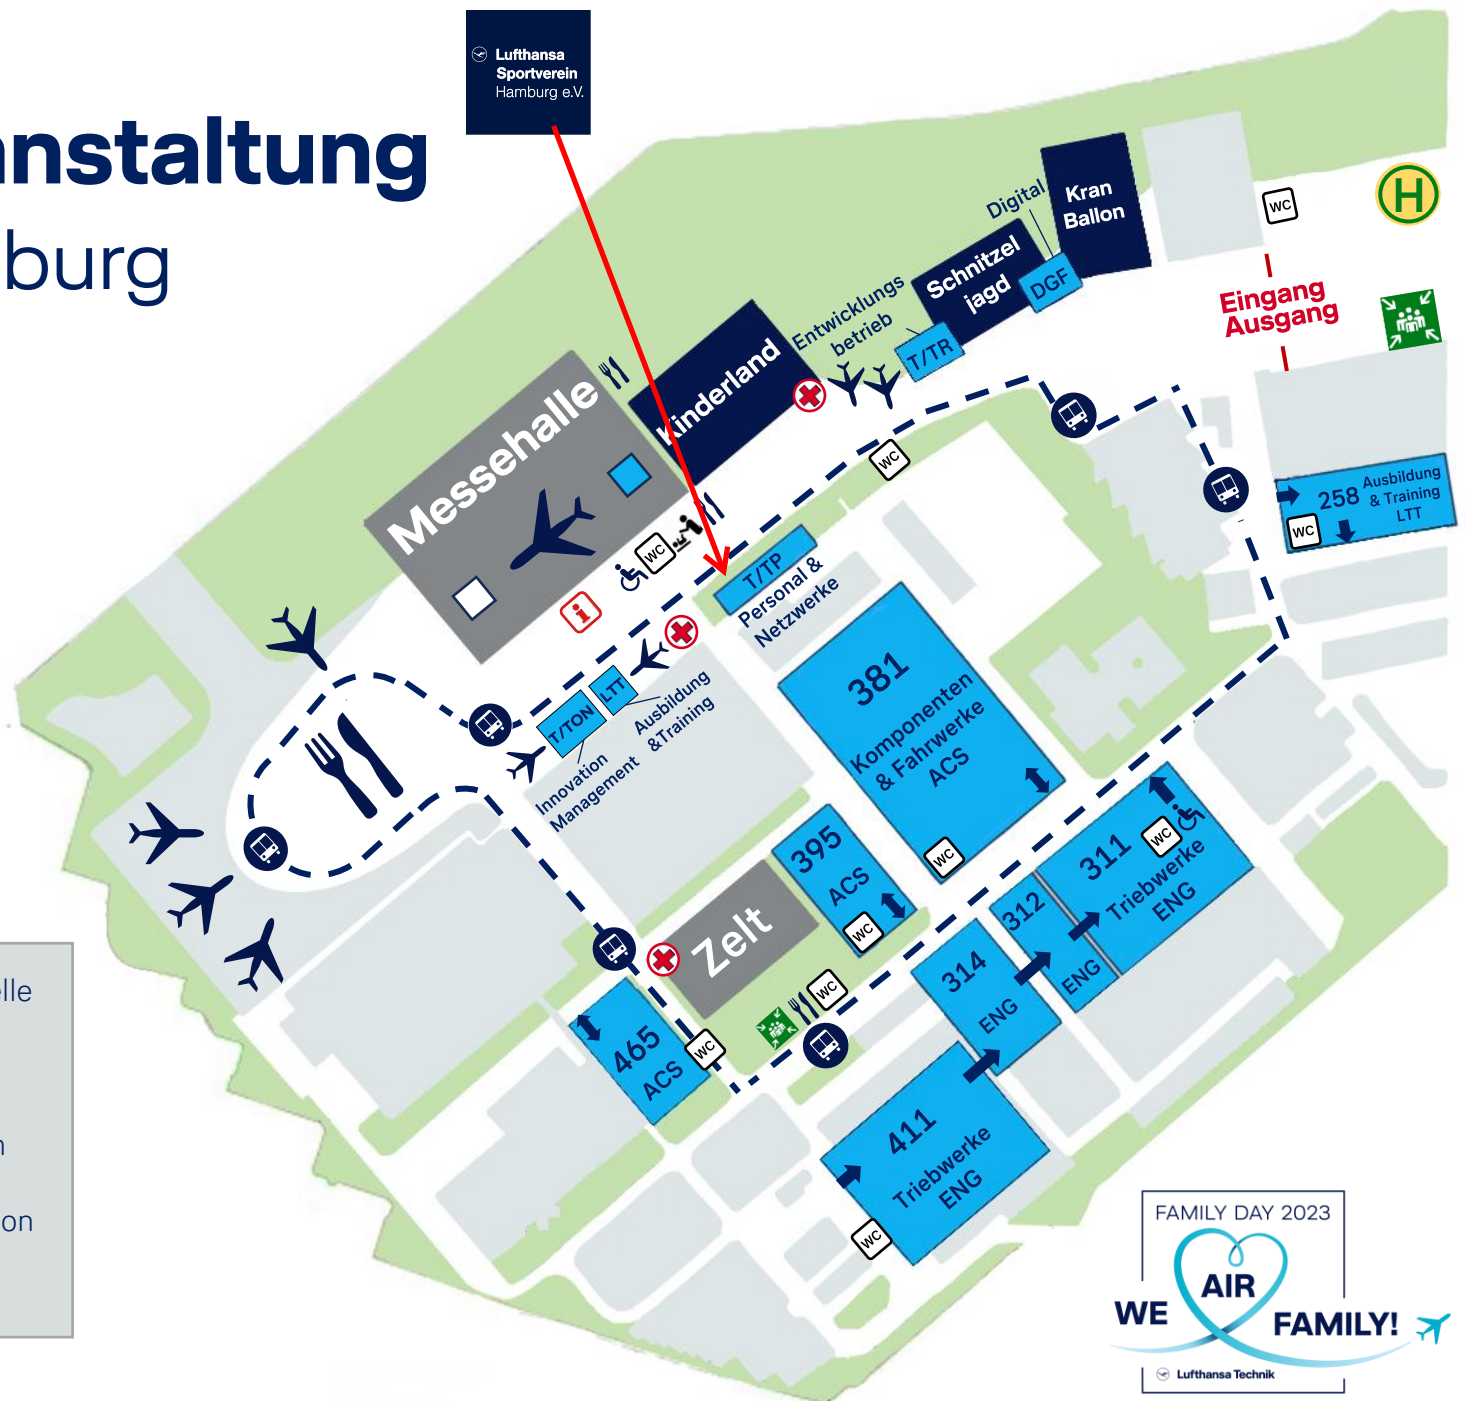 Lufthansa
Sportverein
Hamburg e.V.
anstaltung
burg
Kran
Ballon
Digital
WC
H
Schnitzel
jagd
DGF
Eingang
Ausgang
Entwicklungs
betrieb
T/TR
Kinderland
Messehalle
WC
258
Ausbildung
& Training
LTT
WC
WC
i
T/TP
Personal &
Netzwerke
381
Komponenten
& Fahrwerke
ACS
WC
T/TON
LTT
Ausbildung
&Training
Innovation
Management
395
ACS
WC
311
Triebwerke
ENG
WC
312
ENG
314
ENG
Zelt
WC
465
ACS
WC
411
Triebwerke
ENG
WC
elle
n
on
FAMILY DAY 2023
WE
AIR
FAMILY!
Lufthansa Technik